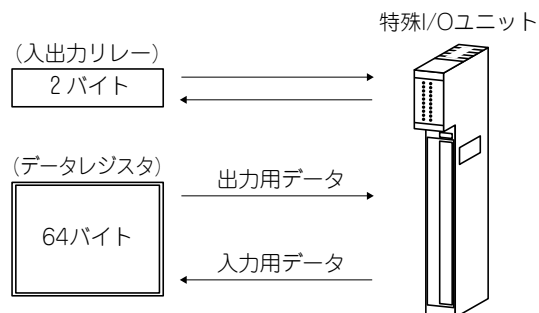 特殊I/Oユニット
(入出力リレー)
2バイト
(データレジスタ)
出力用データ
64バイト
入力用データ